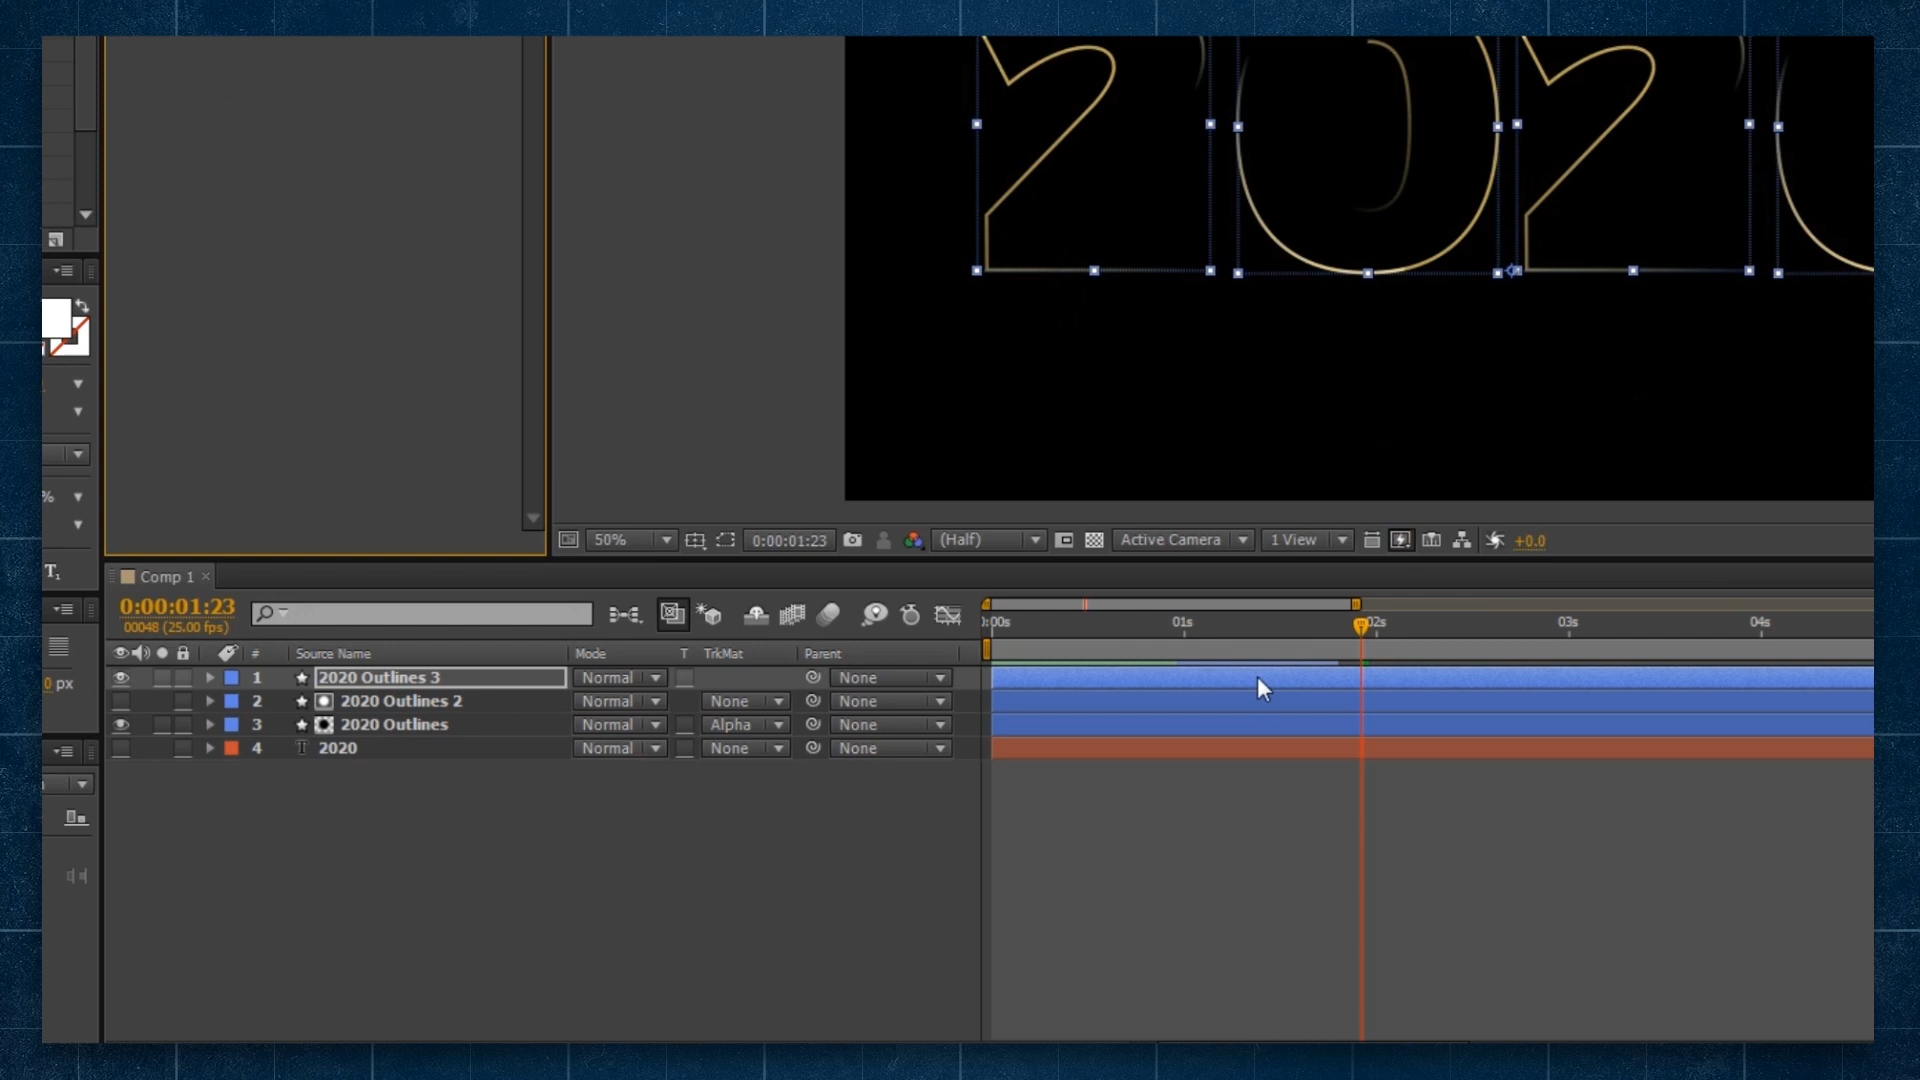 2020
50%
0:00:01:23
(Half)
Active Camera
1 View
+0.0
%
T
Comp 1
0:00:01:23
00048 (25.00 fps)
:00s
01s
02s
03s
04s
# Source Name Mode T TrkMat Parent
0 px
1 2020 Outlines 3 Normal None
2 2020 Outlines 2 Normal None None
3 2020 Outlines Normal Alpha None
4 T 2020 Normal None None